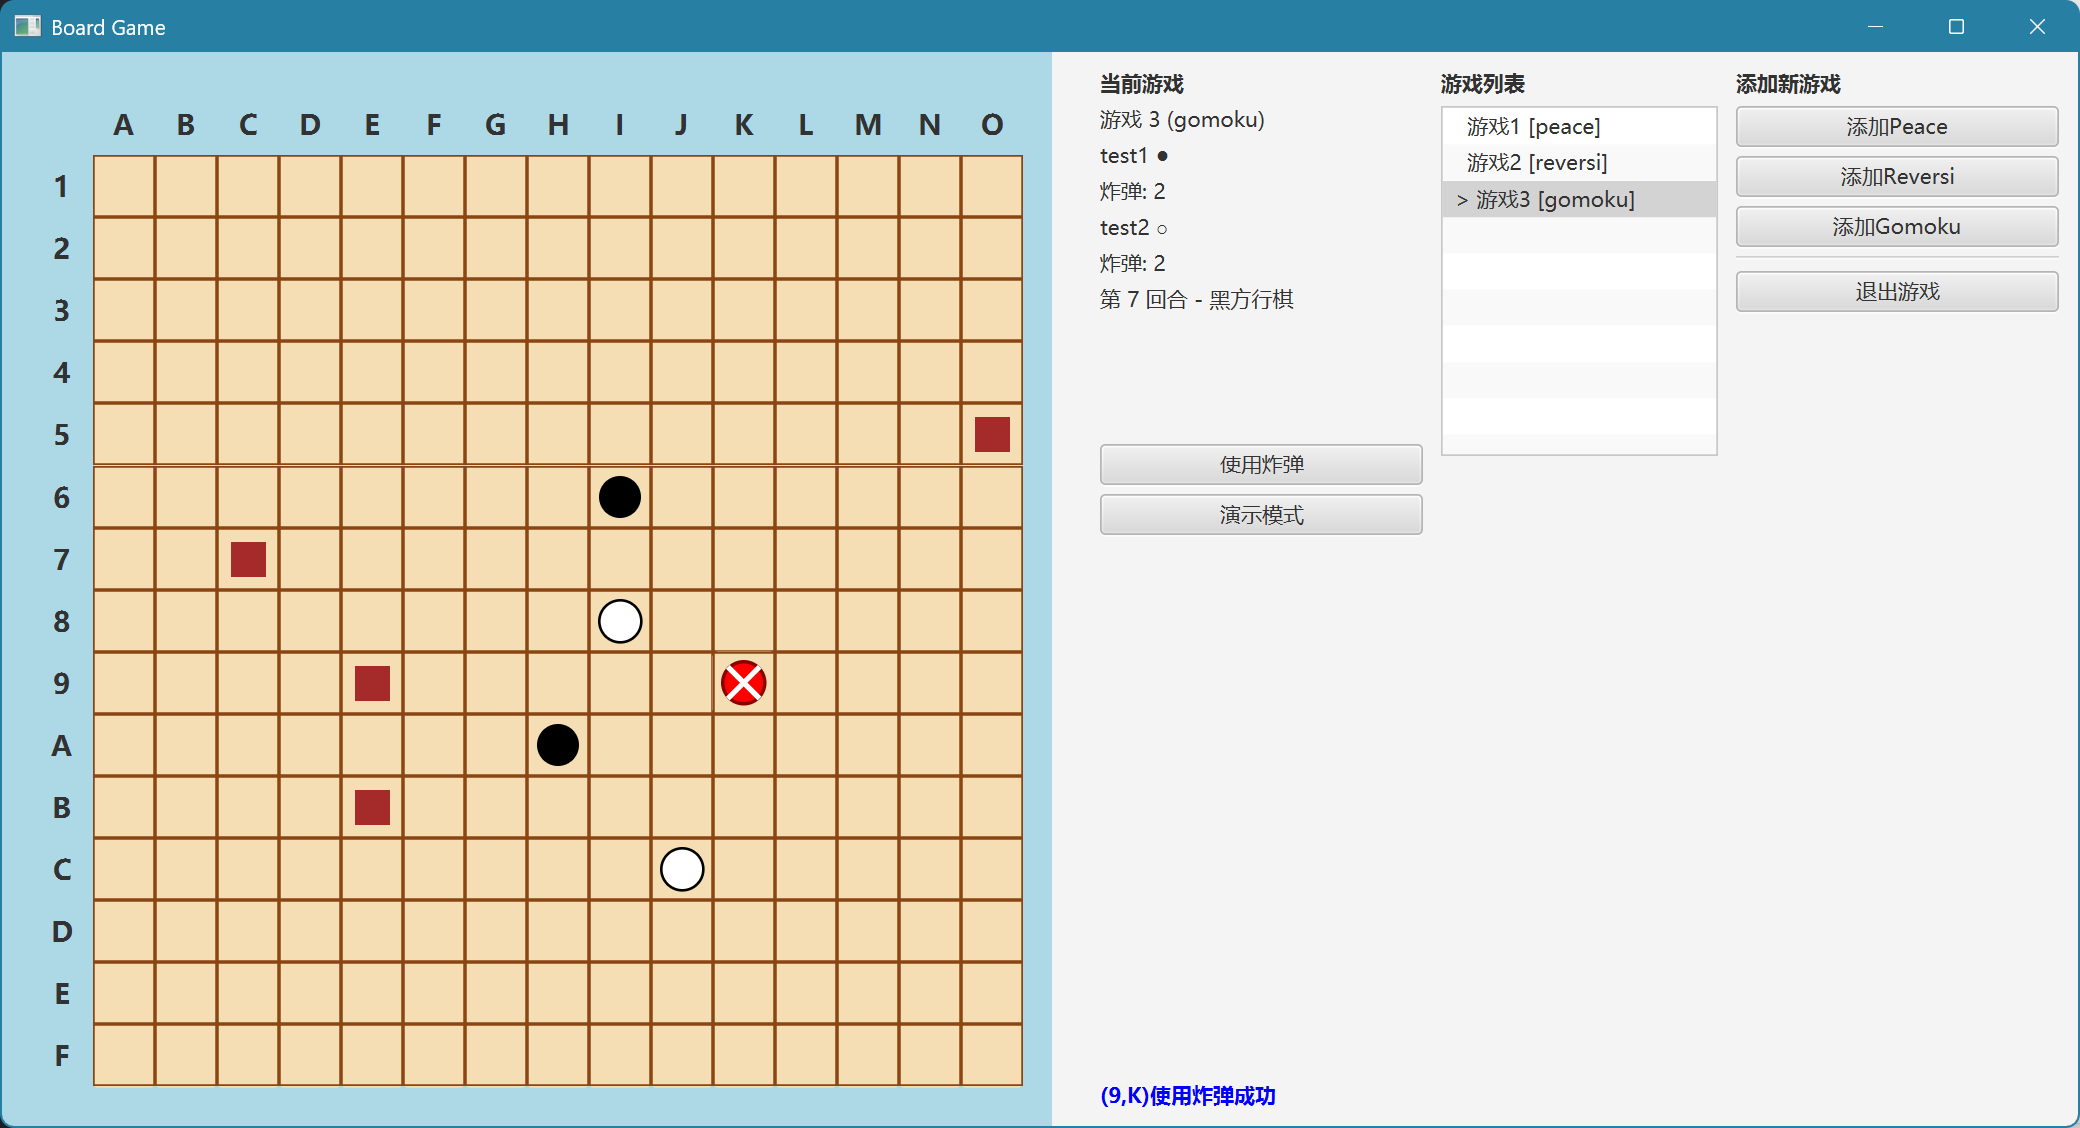 Board Game
A B C D E F G H I J K L M N O
1
2
3
4
5
6
7
8
9
A
B
C
D
E
F
当前游戏
游戏 3 (gomoku)
test1 ●
炸弹: 2
test2 ○
炸弹: 2
第 7 回合 - 黑方行棋
使用炸弹
演示模式
(9,K)使用炸弹成功
游戏列表
游戏1 [peace]
游戏2 [reversi]
> 游戏3 [gomoku]
添加新游戏
添加Peace
添加Reversi
添加Gomoku
退出游戏